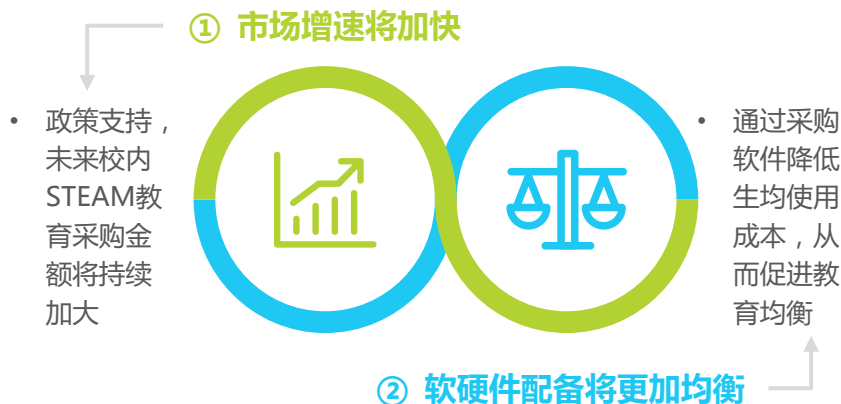 ① 市场增速将加快
• 政策支持，
未来校内
STEAM教
育采购金
额将持续
加大
• 通过采购
软件降低
生均使用
成本，从
而促进教
育均衡
② 软硬件配备将更加均衡